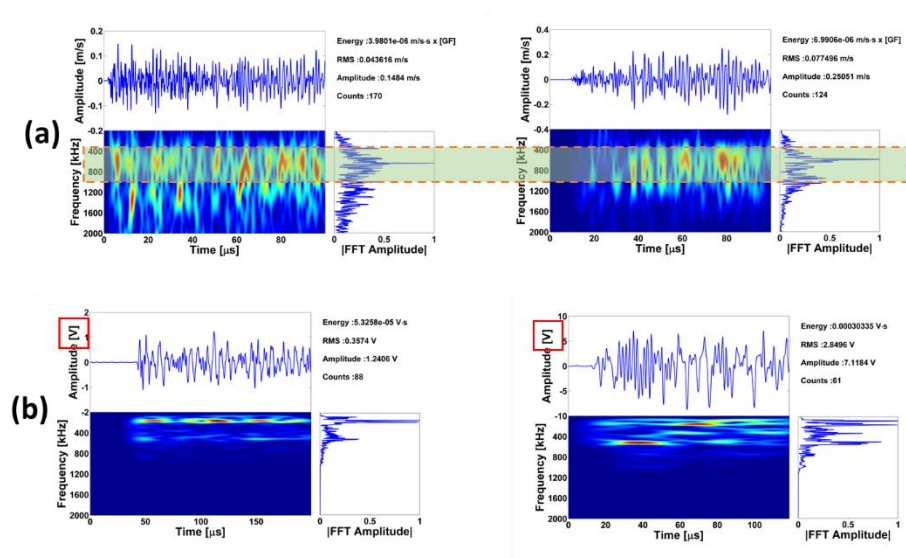 (a)
Amplitude [m/s]
0.2
0.1
0
-0.1
-0.2
Energy :3.9801e-06 m/s·s x [GF]
RMS :0.043616 m/s
Amplitude :0.1484 m/s
Counts :170
Frequency [kHz]
400
800
1200
1600
2000
0 20 40 60 80
Time [μs]
0 1
|FFT Amplitude|
Amplitude [m/s]
0.4
0.2
0
-0.2
-0.4
Energy :6.9906e-06 m/s·s x [GF]
RMS :0.077496 m/s
Amplitude :0.25051 m/s
Counts :124
Frequency [kHz]
400
800
1200
1600
2000
0 20 40 60 80
Time [μs]
0 1
|FFT Amplitude|
(b)
Amplitude [V]
2
1
0
-1
-2
Energy :5.3258e-05 V·s
RMS :0.3574 V
Amplitude :1.2406 V
Counts :88
Frequency [kHz]
400
800
1200
1600
2000
0 50 100 150
Time [μs]
0 1
|FFT Amplitude|
Amplitude [V]
10
5
0
-5
-10
Energy :0.00030335 V·s
RMS :2.8496 V
Amplitude :7.1184 V
Counts :61
Frequency [kHz]
400
800
1200
1600
2000
0 20 40 60 80 100
Time [μs]
0 1
|FFT Amplitude|